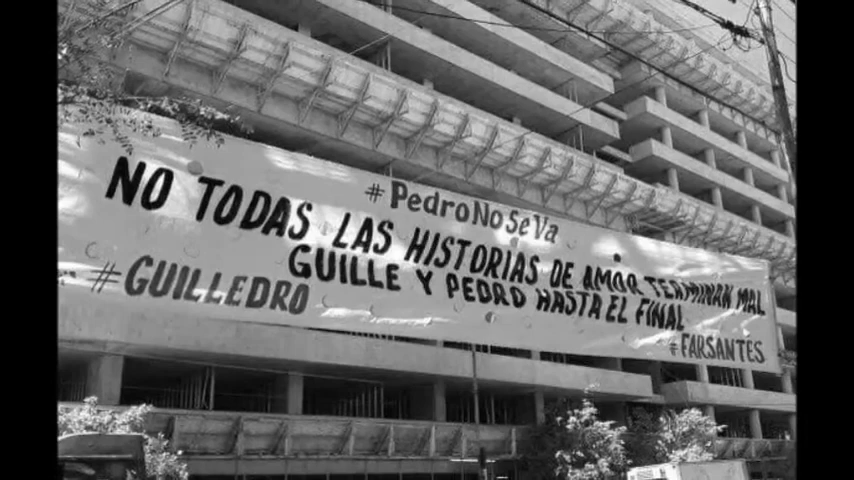 #PedroNoSeVa
NO TODAS LAS HISTORIAS DE AMOR TERMINAN MAL
GUILLE Y PEDRO HASTA EL FINAL
#GUILLEDRO
#FARSANTES